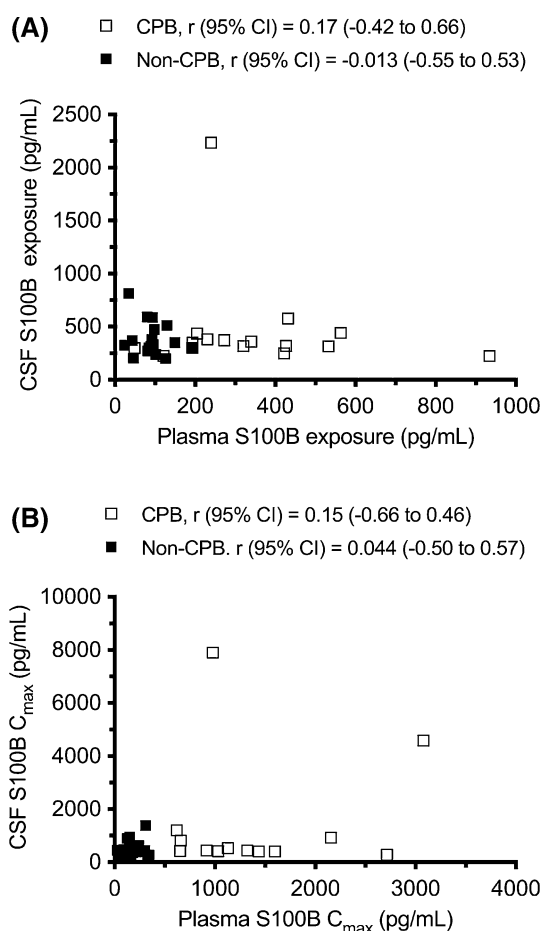 (A)
CPB, r (95% CI) = 0.17 (-0.42 to 0.66)
Non-CPB, r (95% CI) = -0.013 (-0.55 to 0.53)
CSF S100B exposure (pg/mL)
2500
2000
1500
1000
500
0
0 200 400 600 800 1000
Plasma S100B exposure (pg/mL)
(B)
CPB, r (95% CI) = 0.15 (-0.66 to 0.46)
Non-CPB. r (95% CI) = 0.044 (-0.50 to 0.57)
CSF S100B Cmax (pg/mL)
10000
8000
6000
4000
2000
0
0 1000 2000 3000 4000
Plasma S100B Cmax (pg/mL)